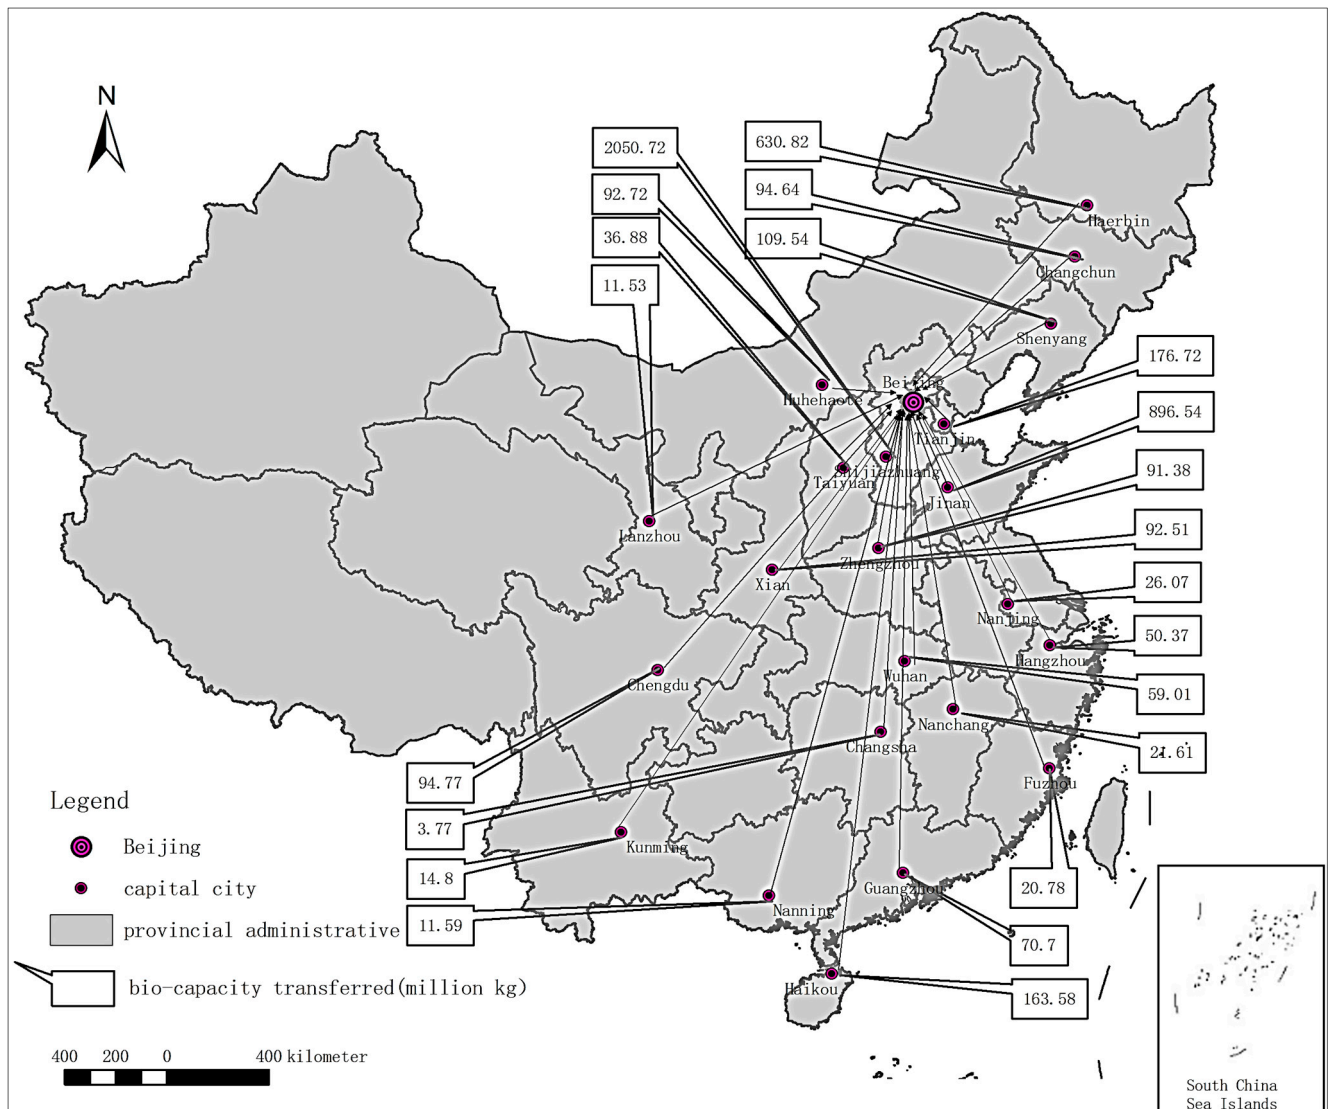 N
2050.72
630.82
92.72
94.64
36.88
109.54
11.53
Haerbin
Changchun
Shenyang
176.72
Beijing
Huhehaote
896.54
Tianjin
Shijiazhuang
Taiyuan
91.38
Jinan
Lanzhou
92.51
Zhengzhou
Xian
26.07
Nanjing
50.37
Hangzhou
Wuhan
Chengdu
59.01
Nanchang
Changsha
21.61
94.77
Fuzhou
3.77
Kunming
14.8
Guangzhou
20.78
Nanning
11.59
70.7
Haikou
163.58
Legend
Beijing
capital city
provincial administrative
bio-capacity transferred(million kg)
400 200 0 400 kilometer
South China
Sea Islands